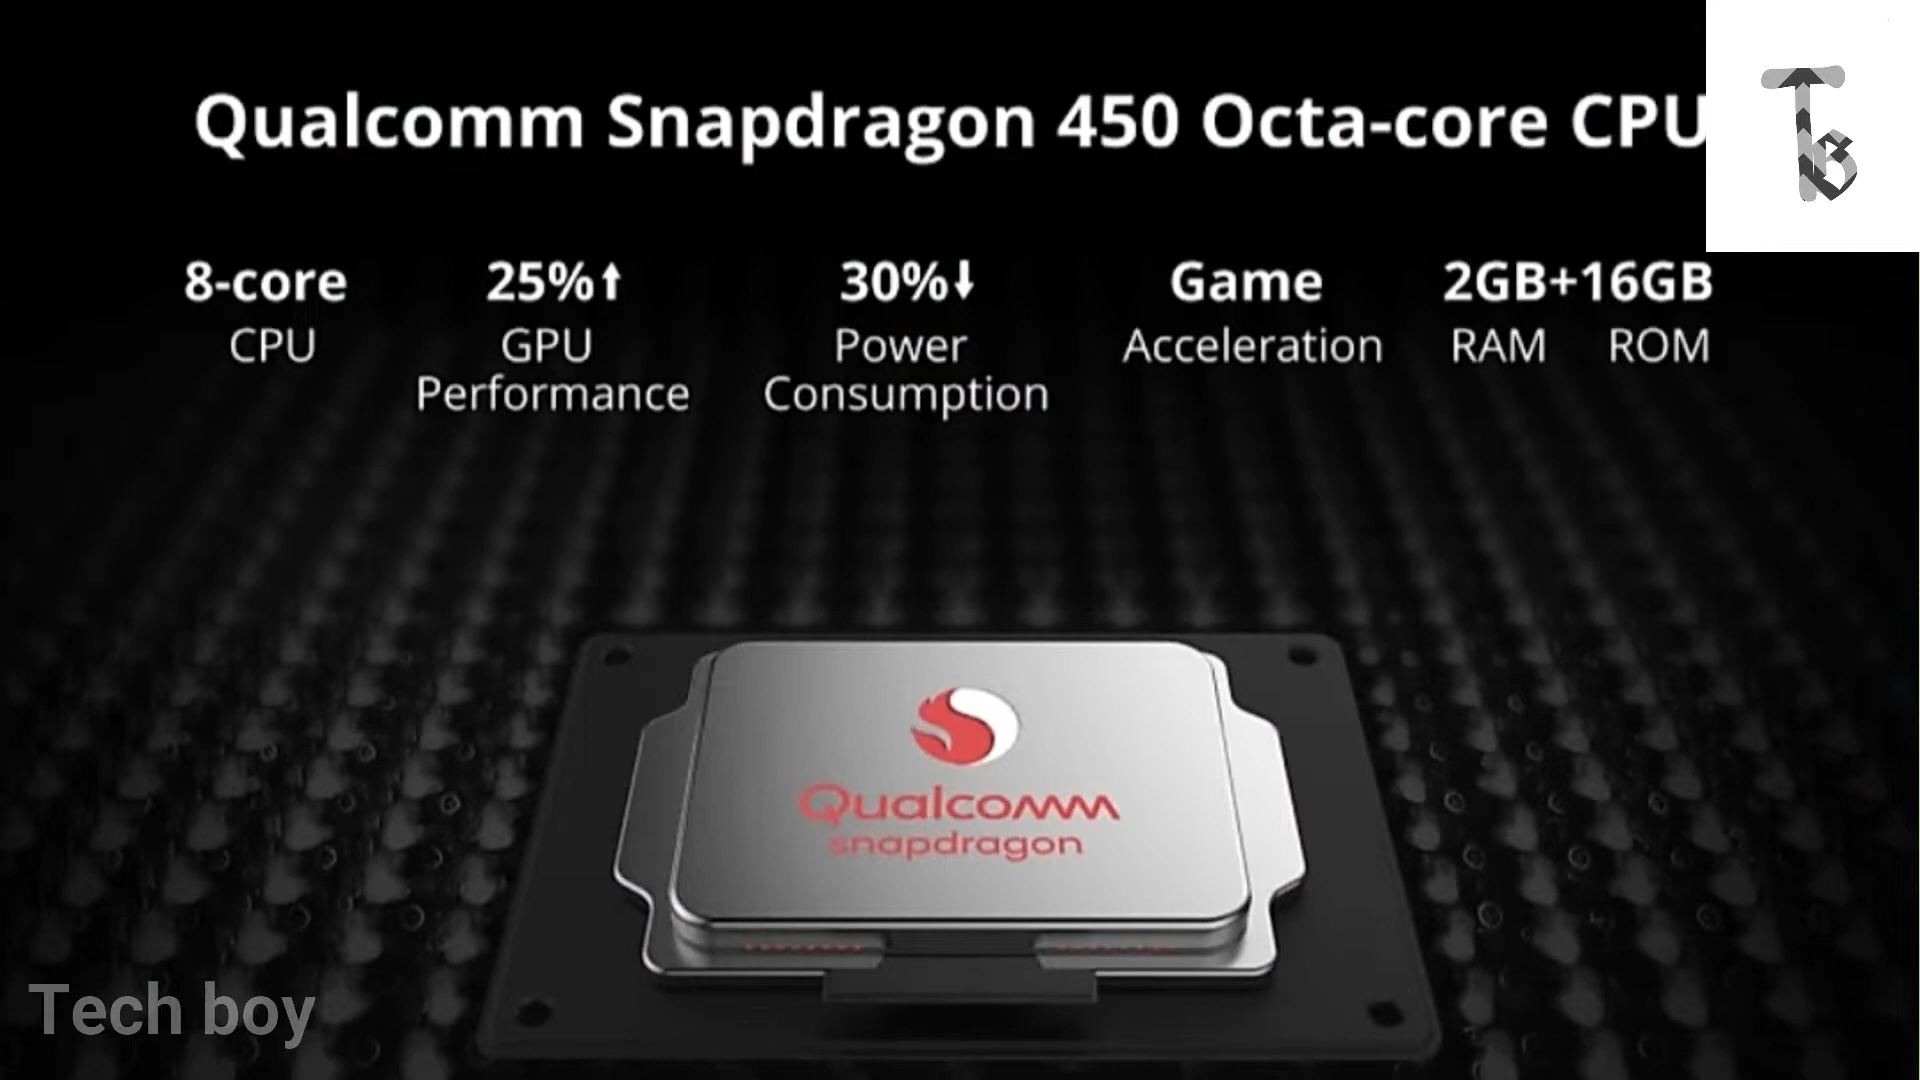 Qualcomm Snapdragon 450 Octa-core CPU
8-core 25%↑ 30%↓ Game 2GB+16GB
CPU GPU Power Acceleration RAM ROM
Performance Consumption
TB
Qualcomm
snapdragon
Tech boy